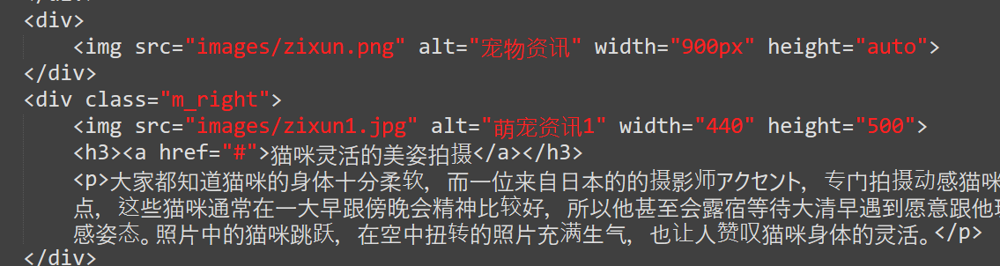 </div>
<div>
<img src="images/zixun.png" alt="宠物资讯" width="900px" height="auto">
</div>
<div class="m_right">
<img src="images/zixun1.jpg" alt="萌宠资讯1" width="440" height="500">
<h3><a href="#">猫咪灵活的美姿拍摄</a></h3>
<p>大家都知道猫咪的身体十分柔软，而一位来自日本的的摄影师アクセント，专门拍摄动感猫咪
点，这些猫咪通常在一大早跟傍晚会精神比较好，所以他甚至会露宿等待大清早遇到愿意跟他
感姿态。照片中的猫咪跳跃，在空中扭转的照片充满生气，也让人赞叹猫咪身体的灵活。</p>
</div>